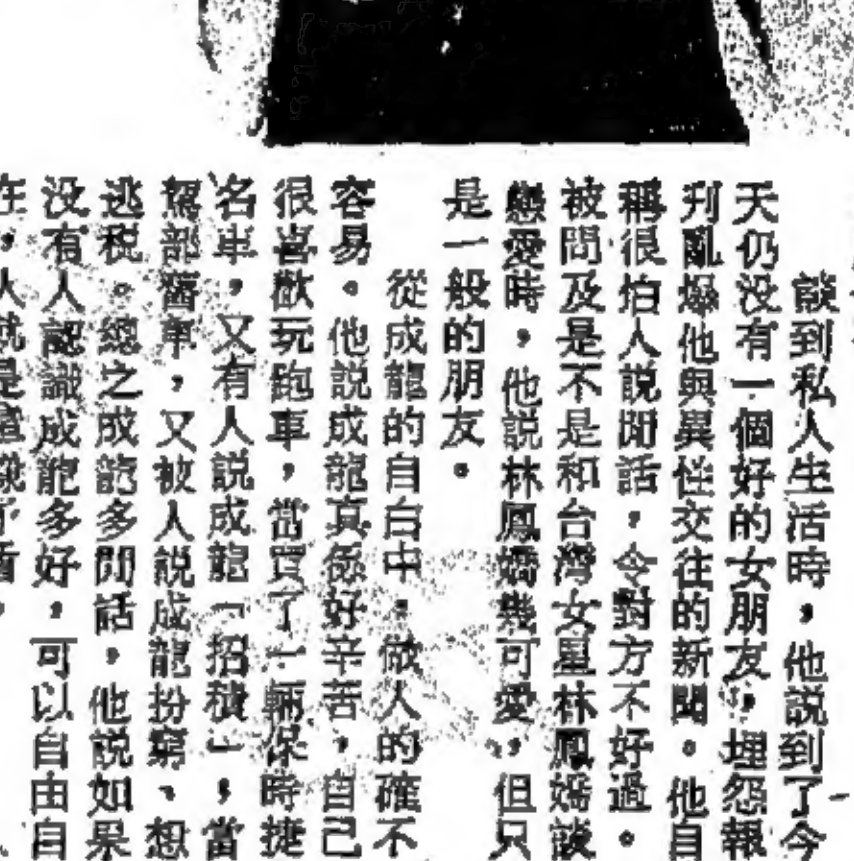 談到私人生活時，他說到了今
天仍没有一個好的女朋友，埋怨報
刋亂爆他與異性交往的新聞。他自
稱很怕人說閒話，令對方不好過。
被問及是不是和台灣女星林鳳嬌談
戀愛時，他說林鳳嬌幾可愛，但只
是一般的朋友。
從成龍的自白中，做人的確不
容易。他說成龍真係好辛苦，自己
很喜歡玩跑車，當買了一輛保時捷
名車，又有人說成龍「招積」，當
駕部舊車，又被人說成龍扮窮、想
逃税。總之成龍多閒話，他說如果
没有人認識成龍多好，可以自由自
在，人就是這